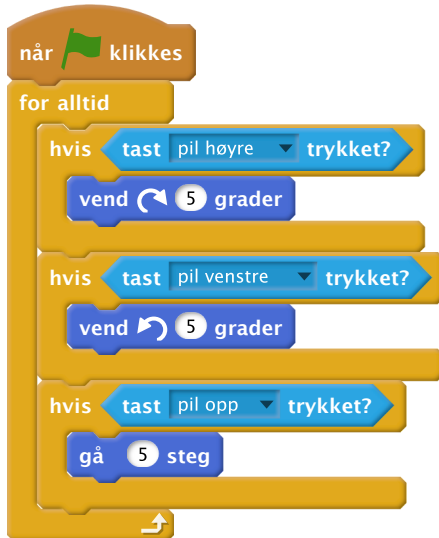 når klikkes
for alltid
hvis tast pil høyre trykket?
vend 5 grader
hvis tast pil venstre trykket?
vend 5 grader
hvis tast pil opp trykket?
gå 5 steg